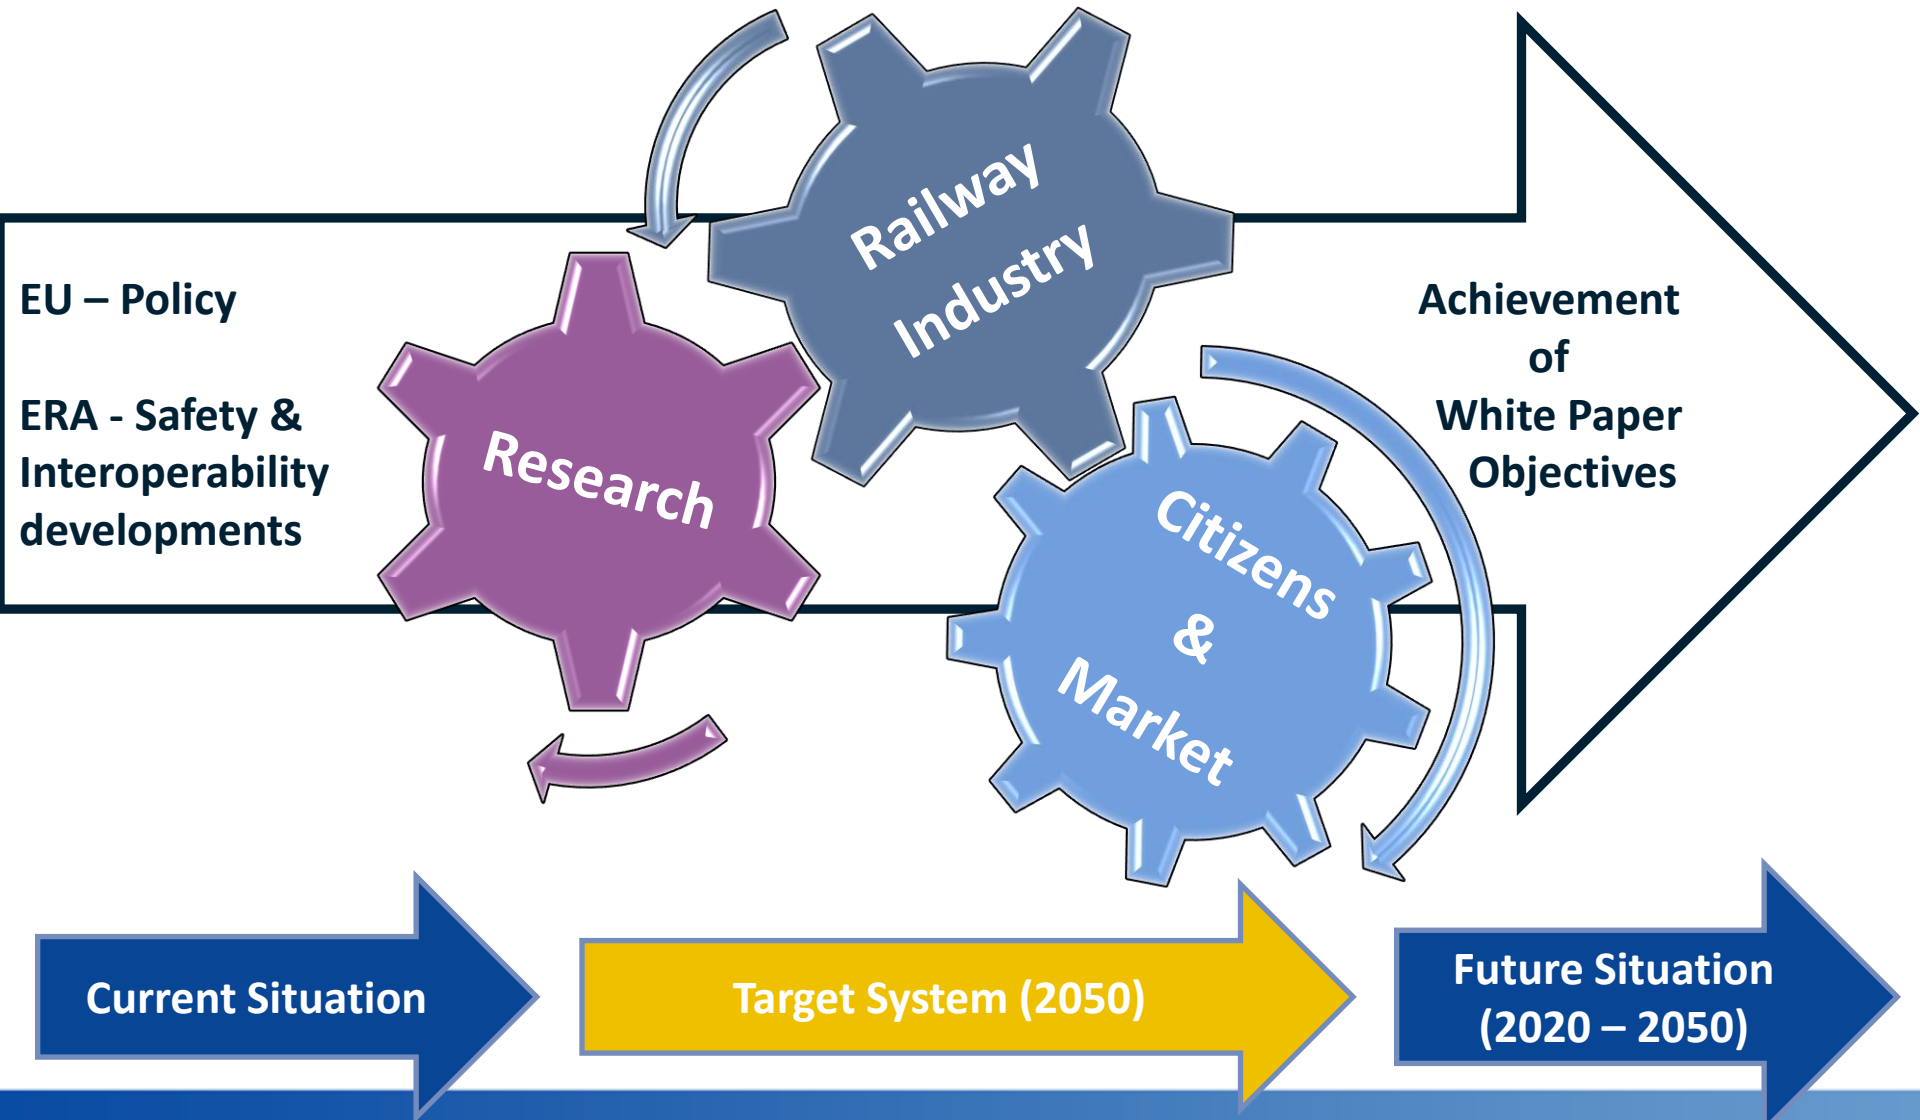 EU – Policy
ERA - Safety &
Interoperability
developments
Research
Railway
Industry
Citizens
&
Market
Achievement
of
White Paper
Objectives
Current Situation
Target System (2050)
Future Situation
(2020 – 2050)